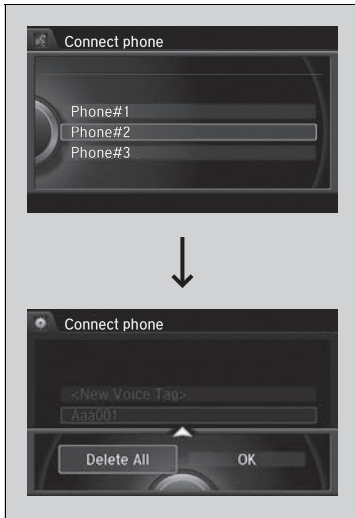 Connect phone
Phone#1
Phone#2
Phone#3
Connect phone
<New Voice Tag>
Aaa001
Delete All OK